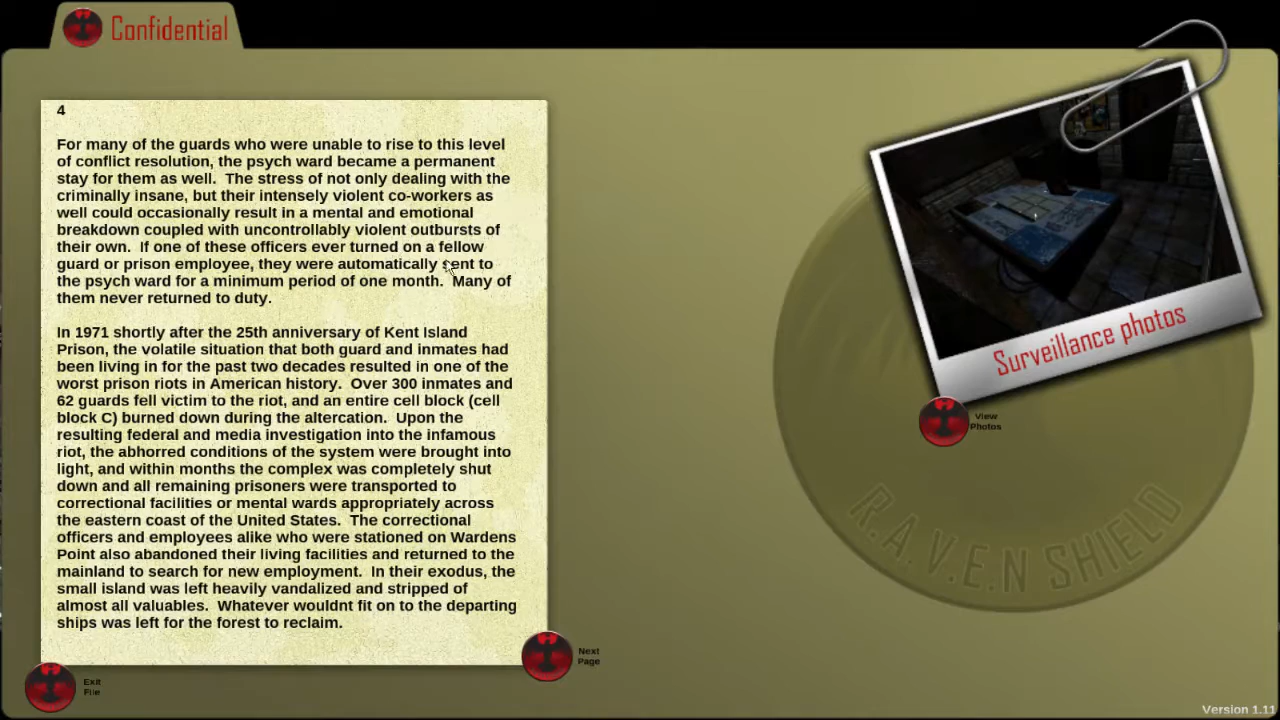 Confidential
4
For many of the guards who were unable to rise to this level
of conflict resolution, the psych ward became a permanent
stay for them as well.  The stress of not only dealing with the
criminally insane, but their intensely violent co-workers as
well could occasionally result in a mental and emotional
breakdown coupled with uncontrollably violent outbursts of
their own.  If one of these officers ever turned on a fellow
guard or prison employee, they were automatically sent to
the psych ward for a minimum period of one month.  Many of
them never returned to duty.
In 1971 shortly after the 25th anniversary of Kent Island
Prison, the volatile situation that both guard and inmates had
been living in for the past two decades resulted in one of the
worst prison riots in American history.  Over 300 inmates and
62 guards fell victim to the riot, and an entire cell block (cell
block C) burned down during the altercation.  Upon the
resulting federal and media investigation into the infamous
riot, the abhorred conditions of the system were brought into
light, and within months the complex was completely shut
down and all remaining prisoners were transported to
correctional facilities or mental wards appropriately across
the eastern coast of the United States.  The correctional
officers and employees alike who were stationed on Wardens
Point also abandoned their living facilities and returned to the
mainland to search for new employment.  In their exodus, the
small island was left heavily vandalized and stripped of
almost all valuables.  Whatever wouldnt fit on to the departing
ships was left for the forest to reclaim.
Surveillance photos
View
Photos
R.A.V.E.N SHIELD
Next
Page
Exit
File
Version 1.11